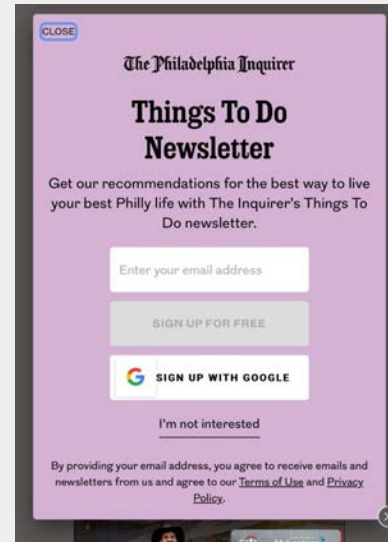 CLOSE
The Philadelphia Inquirer
Things To Do
Newsletter
Get our recommendations for the best way to live
your best Philly life with The Inquirer's Things To
Do newsletter.
Enter your email address
SIGN UP FOR FREE
SIGN UP WITH GOOGLE
I'm not interested
By providing your email address, you agree to receive emails and
newsletters from us and agree to our Terms of Use and Privacy
Policy.